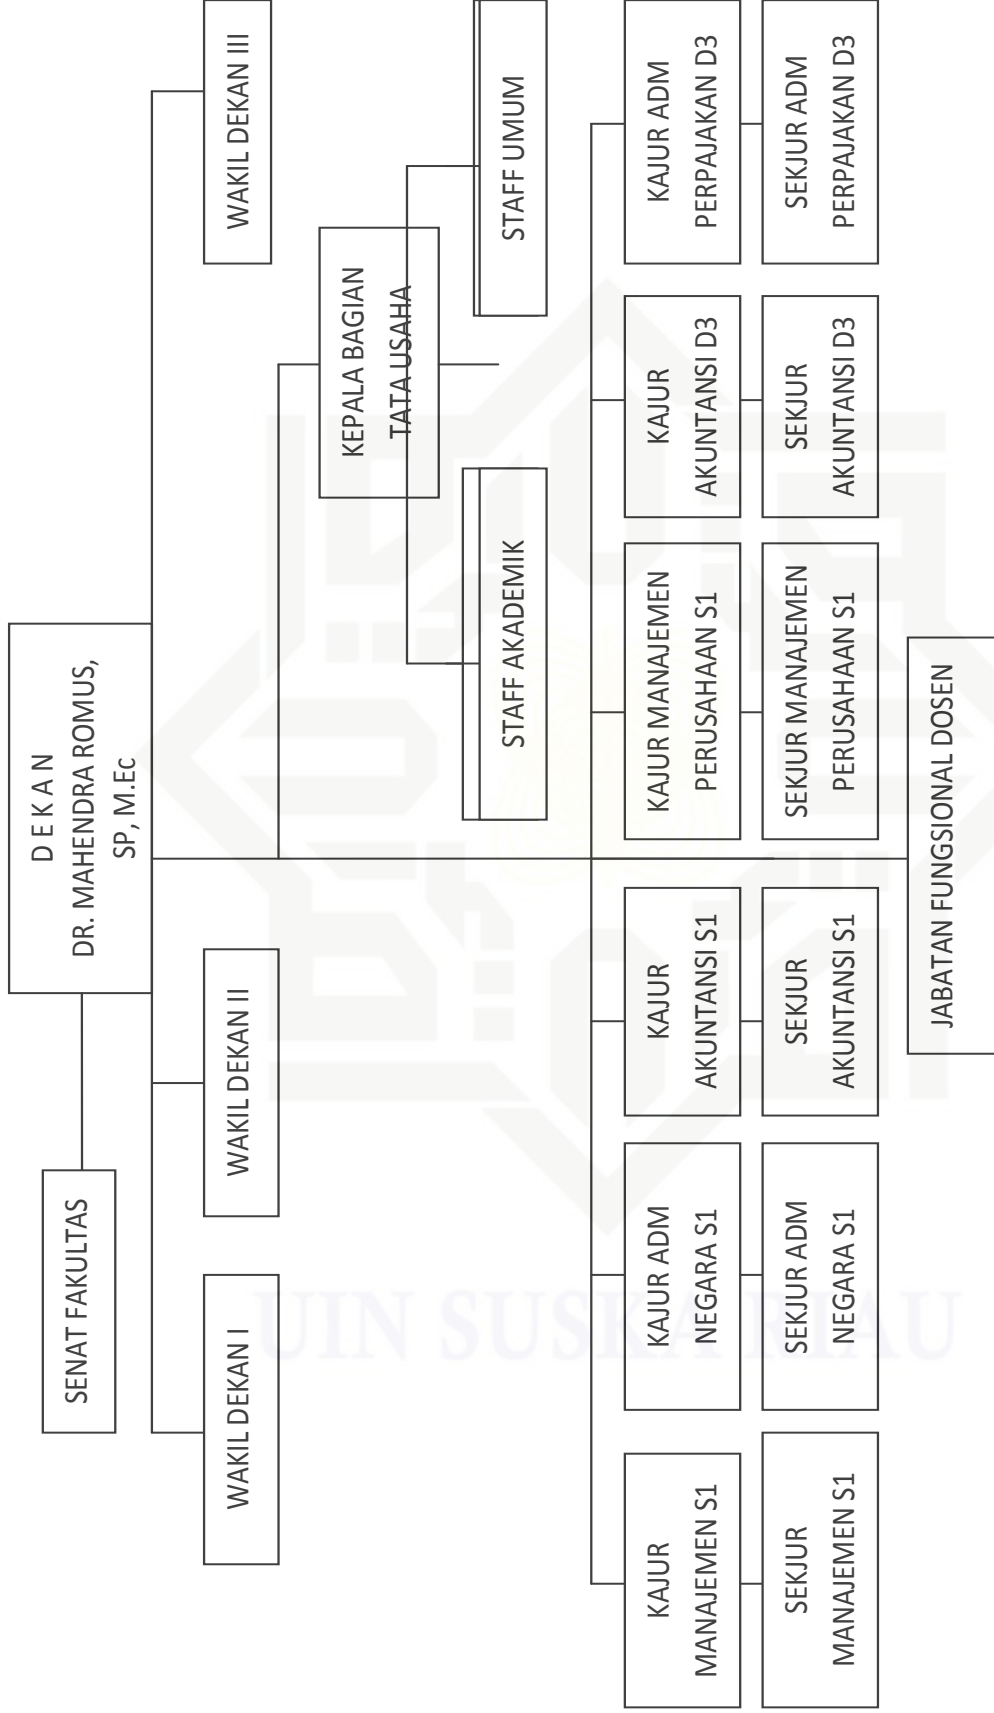 D E K A N
DR. MAHENDRA ROMUS,
SP, M.Ec
SENAT FAKULTAS
WAKIL DEKAN I
WAKIL DEKAN II
WAKIL DEKAN III
KEPALA BAGIAN
TATA USAHA
STAFF AKADEMIK
STAFF UMUM
KAJUR
MANAJEMEN S1
KAJUR ADM
NEGARA S1
KAJUR
AKUNTANSI S1
KAJUR MANAJEMEN
PERUSAHAAN S1
KAJUR
AKUNTANSI D3
KAJUR ADM
PERPAJAKAN D3
SEKJUR
MANAJEMEN S1
SEKJUR ADM
NEGARA S1
SEKJUR
AKUNTANSI S1
SEKJUR MANAJEMEN
PERUSAHAAN S1
SEKJUR
AKUNTANSI D3
SEKJUR ADM
PERPAJAKAN D3
JABATAN FUNGSIONAL DOSEN
UIN SUSKA RIAU